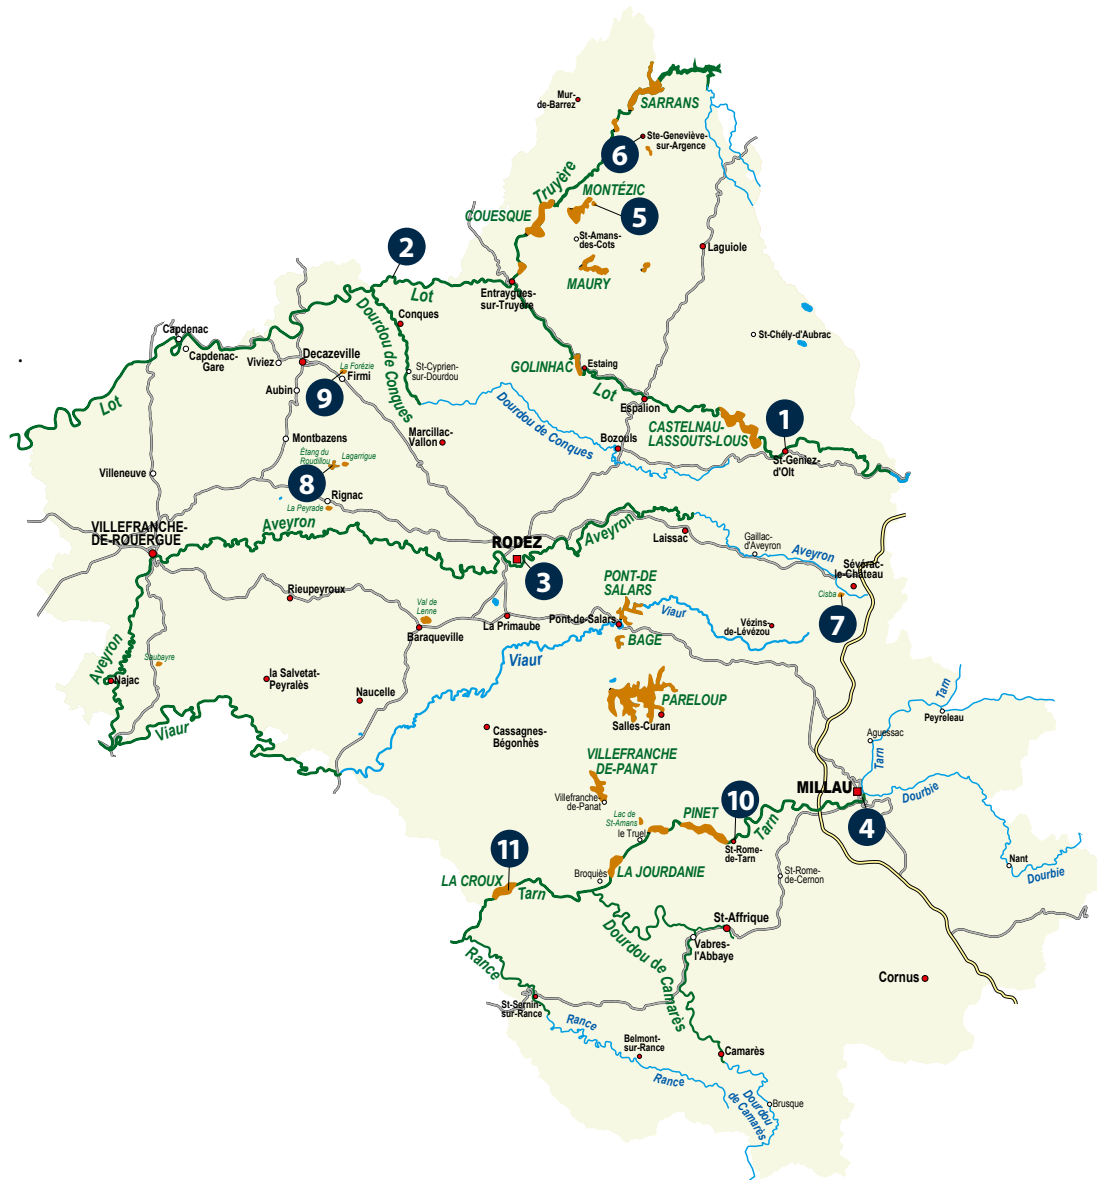 Mur-
de-Barrez
SARRANS
Ste-Geneviève-
sur-Argence
6
Truyère
MONTÉZIC
5
COUESQUE
St-Amans-
des-Cots
Laguiole
2
MAURY
Lot
Entraygues-
sur-Truyère
Dourdou de Conques
Conques
St-Chély-d'Aubrac
Capdenac
Capdenac-
Gare
Viviez
Decazeville
La Forézie
Firmi
Aubin
9
St-Cyprien-
sur-Dourdou
GOLINHAC
Estaing
Lot
Lot
Espalion
Dourdou de Conques
CASTELNAU-
LASSOUTS-LOUS
1
St-Geniez-
d'Olt
Bozouls
Marcillac-
Vallon
Montbazens
Étang du
Roudillou
Lagarrigue
8
Villeneuve
Rignac
La Peyrade
Aveyron
VILLEFRANCHE-
DE-ROUERGUE
RODEZ
3
Aveyron
Laissac
Gaillac-
d'Aveyron
Aveyron
Sévérac-
le-Château
Cisba
7
Rieupeyroux
Val de
Lenne
Baraqueville
La Primaube
PONT-DE
SALARS
Pont-de-Salars
Viaur
Vézins-
de-Lévézou
BAGE
Viaur
Aveyron
Najac
Saubayre
la Salvetat-
Peyralès
Naucelle
Viaur
PARELOUP
Salles-Curan
Cassagnes-
Bégonhès
Tarn
Peyreleau
Aguessac
Tarn
VILLEFRANCHE
DE-PANAT
Villefranche-
de-Panat
MILLAU
4
Dourbie
10
PINET
Tarn
Lac de
St-Amans
le Truel
St-Rome-
de-Tarn
Nant
Dourbie
11
LA CROUX
Tarn
Broquiès
LA JOURDANIE
St-Rome-
de-Cernon
St-Affrique
Vabres-
l'Abbaye
Dourdou de Camarès
Rance
Cornus
St-Sernin-
sur-Rance
Rance
Belmont-
sur-Rance
Camarès
Rance
Dourdou
de Camarès
Brusque